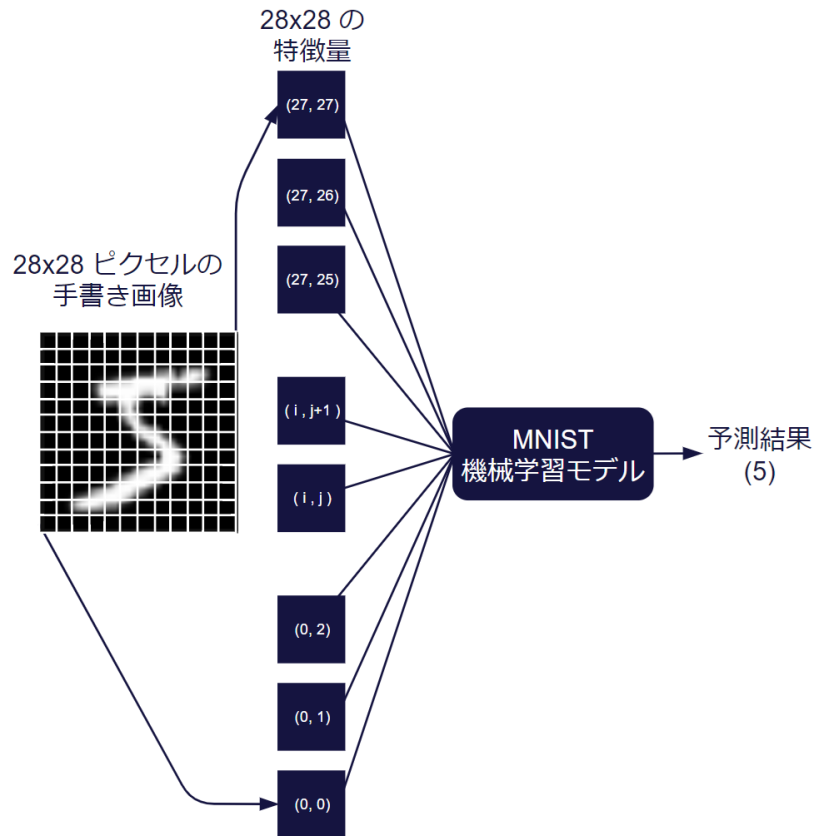 28x28 の
特徴量
(27, 27)
(27, 26)
(27, 25)
28x28 ピクセルの
手書き画像
( i , j+1 )
( i , j )
MNIST
機械学習モデル
予測結果
(5)
(0, 2)
(0, 1)
(0, 0)